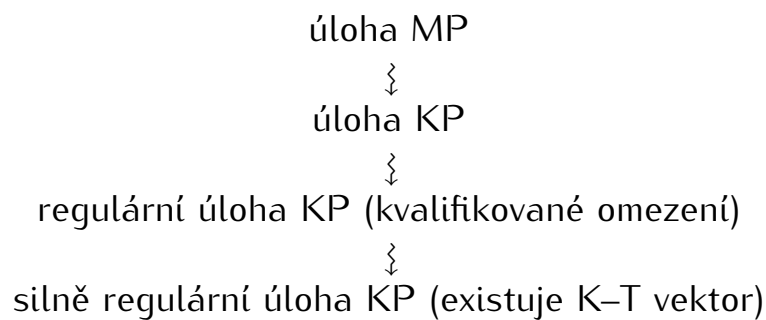 úloha MP
úloha KP
regulární úloha KP (kvalifikované omezení)
silně regulární úloha KP (existuje K–T vektor)